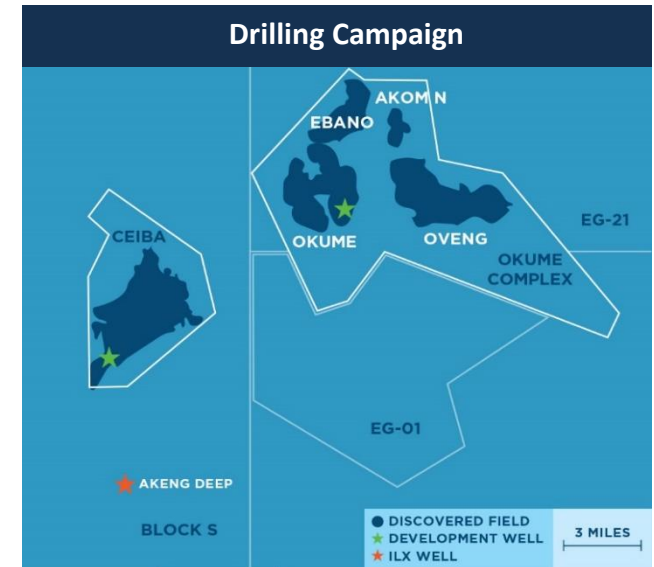 Drilling Campaign
AKOM N
EBANO
CEIBA
EG-21
OKUME
OVENG
OKUME
COMPLEX
EG-01
AKENG DEEP
BLOCK S
DISCOVERED FIELD
DEVELOPMENT WELL
ILX WELL
3 MILES